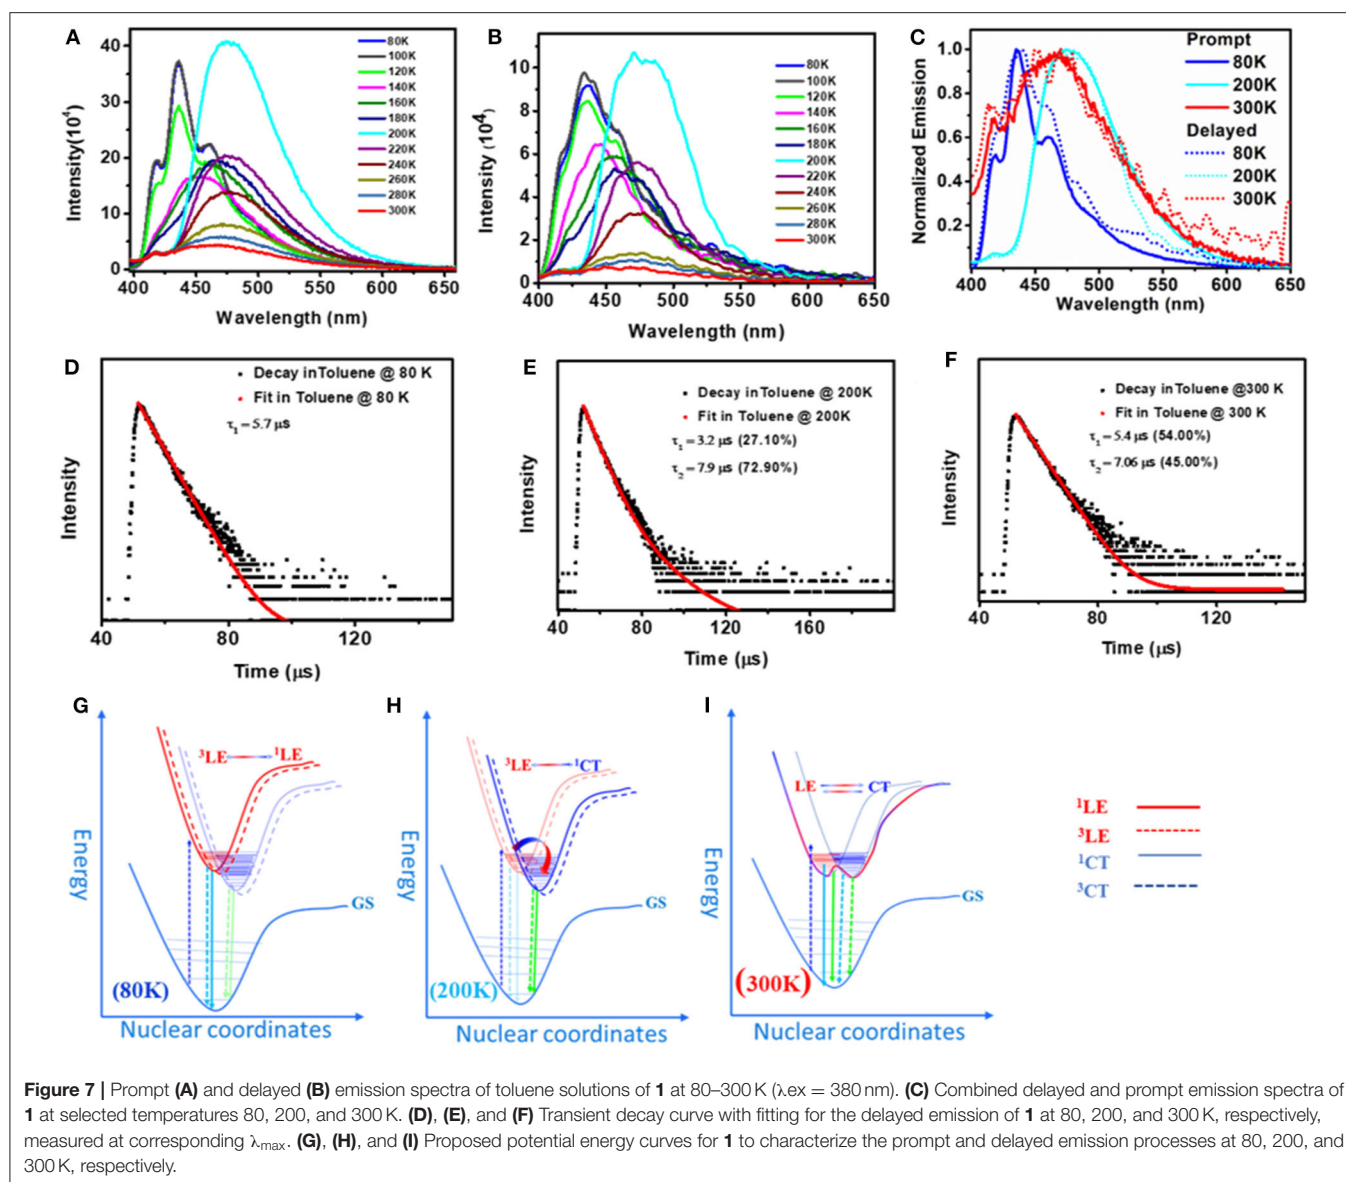 A
40
30
20
10
0
Intensity(10⁴)
400
450
500
550
600
650
Wavelength (nm)
80K
100K
120K
140K
160K
180K
200K
220K
240K
260K
280K
300K
B
10
8
6
4
2
0
Intensity (10⁴)
400
450
500
550
600
650
Wavelength (nm)
80K
100K
120K
140K
160K
180K
200K
220K
240K
260K
280K
300K
C
1.0
0.8
0.6
0.4
0.2
Normalized Emission
400
450
500
550
600
650
Wavelength (nm)
Prompt
80K
200K
300K
Delayed
80K
200K
300K
D
Decay in Toluene @ 80 K
Fit in Toluene @ 80 K
τ₁ = 5.7 μs
Intensity
40
80
120
Time (μs)
E
Decay in Toluene @ 200K
Fit in Toluene @ 200K
τ₁ = 3.2 μs (27.10%)
τ₂ = 7.9 μs (72.90%)
Intensity
40
80
120
160
Time (μs)
F
Decay in Toluene @300 K
Fit in Toluene @ 300 K
τ₁ = 5.4 μs (54.00%)
τ₂ = 7.06 μs (45.00%)
Intensity
40
80
120
Time (μs)
G
³LE
¹LE
Energy
GS
(80K)
Nuclear coordinates
H
³LE
¹CT
Energy
GS
(200K)
Nuclear coordinates
I
LE
CT
Energy
GS
(300K)
Nuclear coordinates
¹LE
³LE
¹CT
³CT
Figure 7 | Prompt (A) and delayed (B) emission spectra of toluene solutions of 1 at 80–300 K (λex = 380 nm). (C) Combined delayed and prompt emission spectra of
1 at selected temperatures 80, 200, and 300 K. (D), (E), and (F) Transient decay curve with fitting for the delayed emission of 1 at 80, 200, and 300 K, respectively,
measured at corresponding λmax. (G), (H), and (I) Proposed potential energy curves for 1 to characterize the prompt and delayed emission processes at 80, 200, and
300 K, respectively.